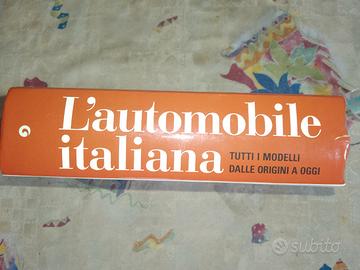 L'automobile
italiana
TUTTI I MODELLI
DALLE ORIGINI A OGGI
subito